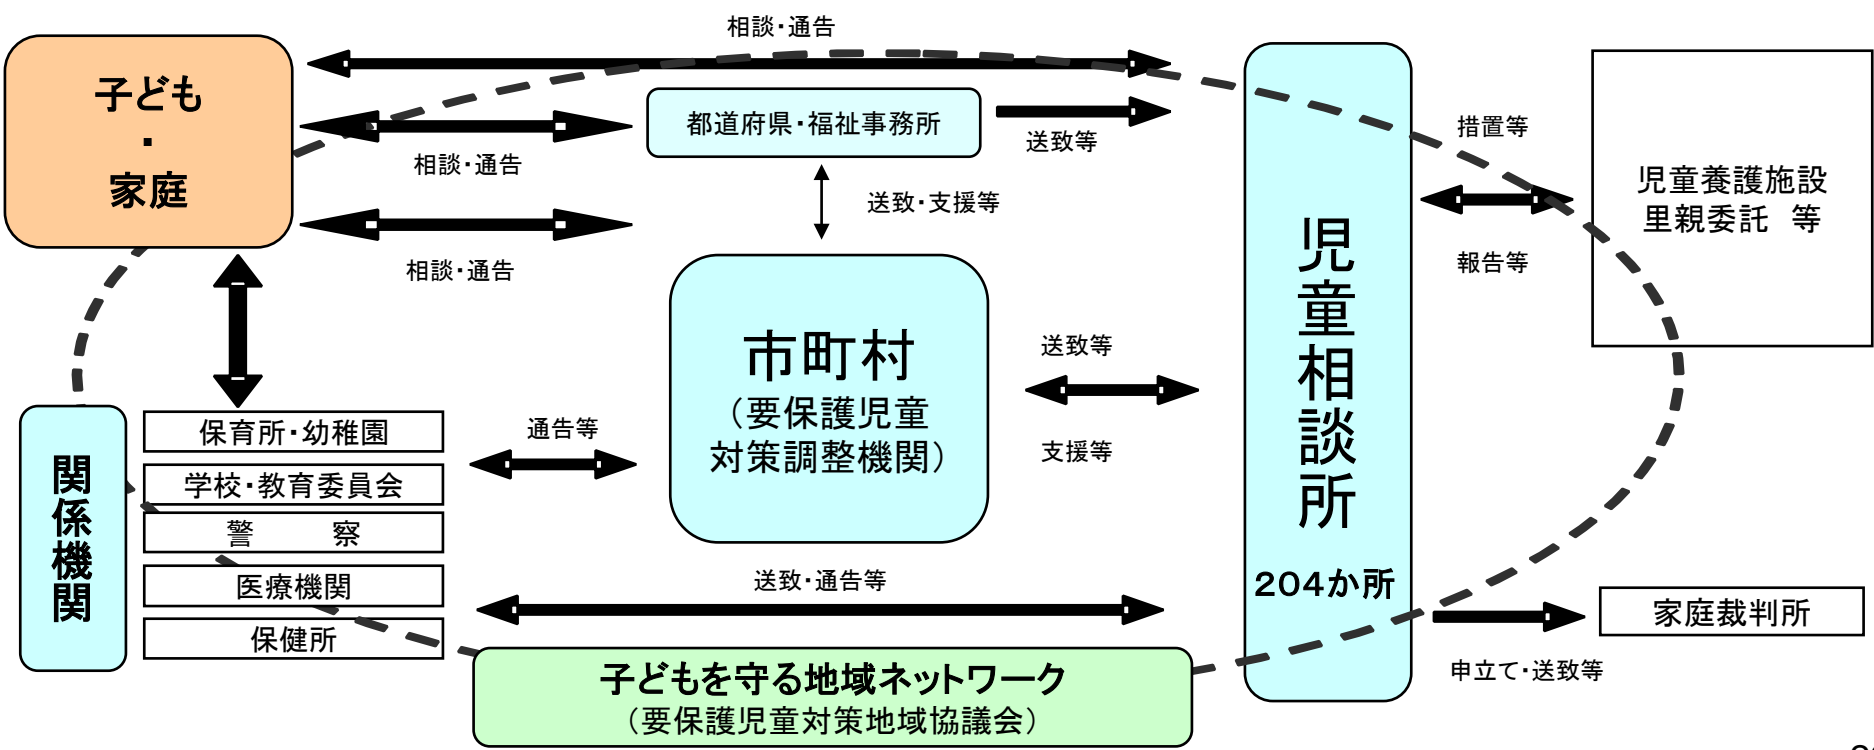 相談・通告
子ども
・
家庭
都道府県・福祉事務所
送致等
相談・通告
送致・支援等
相談・通告
措置等
児童養護施設
里親委託　等
報告等
市町村
（要保護児童
対策調整機関）
送致等
支援等
児童相談所
204か所
関係機関
保育所・幼稚園
学校・教育委員会
警　察
医療機関
保健所
通告等
送致・通告等
家庭裁判所
申立て・送致等
子どもを守る地域ネットワーク
（要保護児童対策地域協議会）